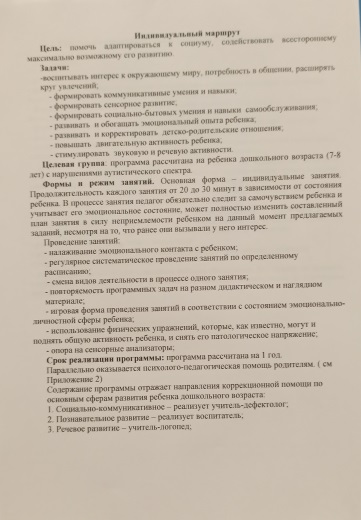 Индивидуальный маршрут
Цель: помочь адаптироваться к социуму, содействовать всестороннему
максимально возможному его развитию.
Задачи:
-воспитывать интерес к окружающему миру, потребность в общении, расширять
круг увлечений;
- формировать коммуникативные умения и навыки;
- формировать сенсорное развитие;
- формировать социально-бытовых умения и навыки самообслуживания;
- развивать и обогащать эмоциональный опыта ребенка;
- развивать и корректировать детско-родительские отношения;
- повышать двигательную активность ребенка;
- стимулировать звуковую и речевую активности.
Целевая группа: программа рассчитана на ребенка дошкольного возраста (7-8
лет) с нарушениями аутистического спектра.
Формы и режим занятий. Основная форма – индивидуальные занятия.
Продолжительность каждого занятия от 20 до 30 минут в зависимости от состояния
ребенка. В процессе занятия педагог обязательно следит за самочувствием ребенка и
учитывает его эмоциональное состояние, может полностью изменить составленный
план занятия в силу неприемлемости ребенком на данный момент предлагаемых
заданий, несмотря на то, что ранее они вызывали у него интерес.
Проведение занятий:
- налаживание эмоционального контакта с ребенком;
- регулярное систематическое проведение занятий по определенному
расписанию;
- смена видов деятельности в процессе одного занятия;
- повторяемость программных задач на разном дидактическом и наглядном
материале;
- игровая форма проведения занятий в соответствии с состоянием эмоционально-
личностной сферы ребенка;
- использование физических упражнений, которые, как известно, могут и
поднять общую активность ребенка, и снять его патологическое напряжение;
- опора на сенсорные анализаторы;
Срок реализации программы: программа рассчитана на 1 год.
Параллельно оказывается психолого-педагогическая помощь родителям. ( см
Приложение 2)
Содержание программы отражает направления коррекционной помощи по
основным сферам развития ребенка дошкольного возраста:
1. Социально-коммуникативное – реализует учитель-дефектолог;
2. Познавательное развитие – реализует воспитатель;
3. Речевое развитие – учитель-логопед;